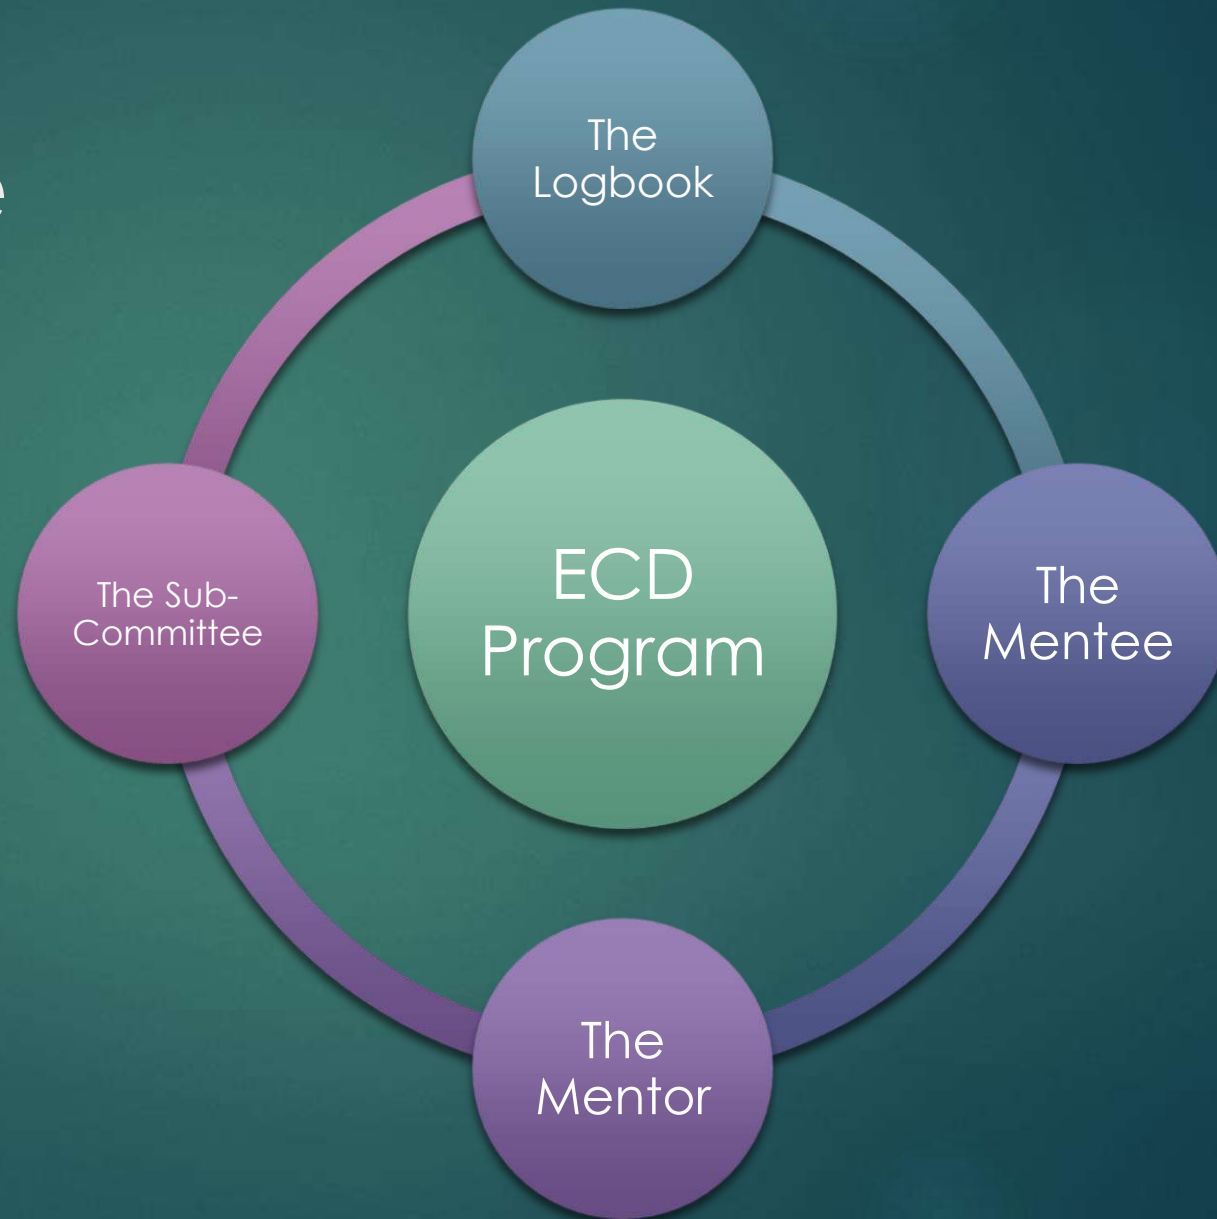 The
Logbook
The Sub-
Committee
ECD
Program
The
Mentee
The
Mentor